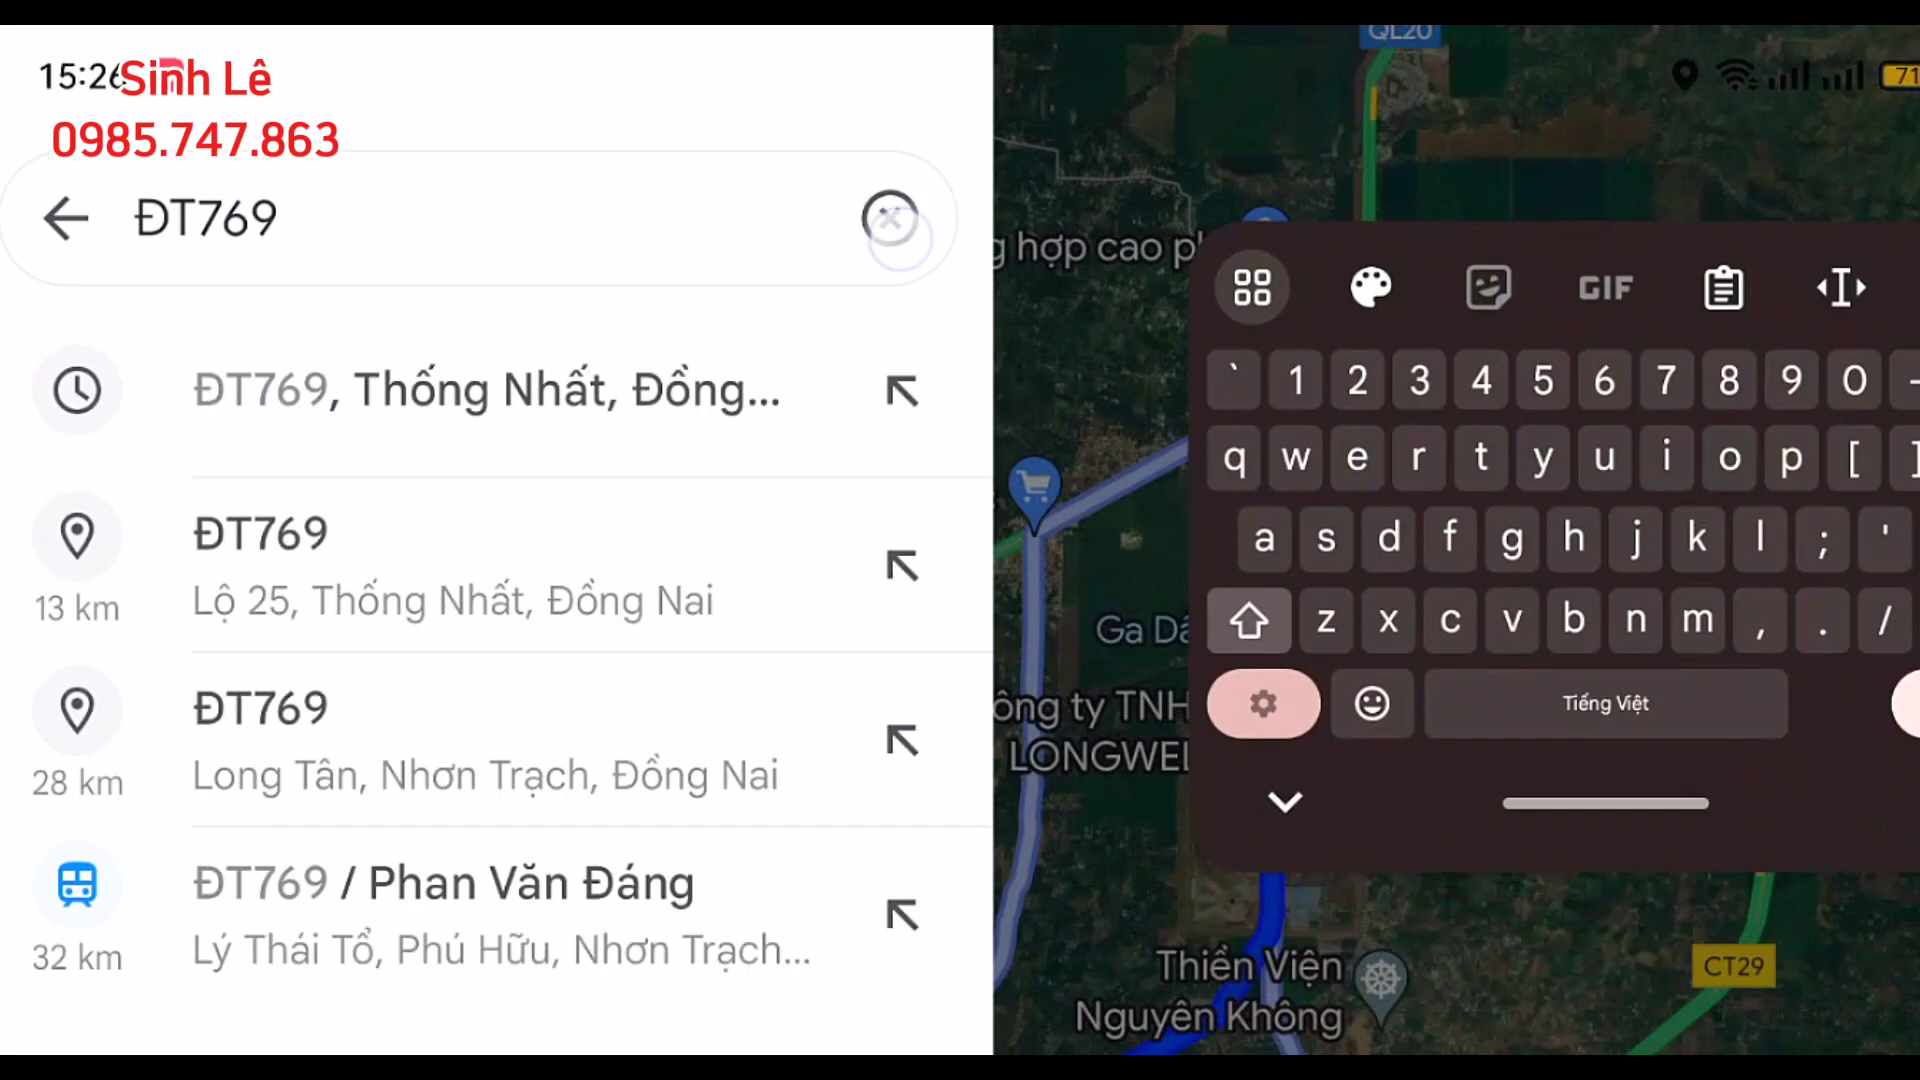 15:26
Sinh Lê
0985.747.863
ĐT769
ĐT769, Thống Nhất, Đồng...
ĐT769
Lộ 25, Thống Nhất, Đồng Nai
13 km
ĐT769
Long Tân, Nhơn Trạch, Đồng Nai
28 km
ĐT769 / Phan Văn Đáng
Lý Thái Tổ, Phú Hữu, Nhơn Trạch...
32 km
QL20
71
g hợp cao p
GIF
` 1 2 3 4 5 6 7 8 9 0 -
q w e r t y u i o p [ ]
a s d f g h j k l ; '
z x c v b n m , . /
Tiếng Việt
Ga Dầ
ông ty TNH
LONGWEL
Thiền Viện
Nguyên Không
CT29